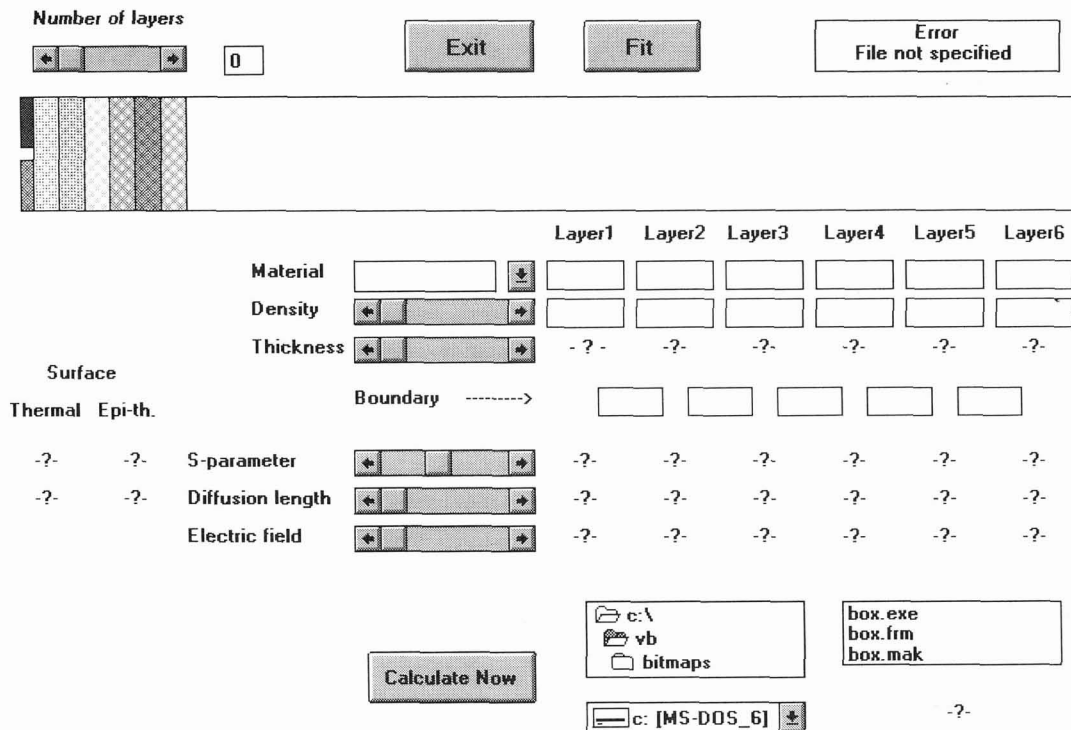 Number of layers
0
Exit
Fit
Error
File not specified
Layer1 Layer2 Layer3 Layer4 Layer5 Layer6
Material
Density
Thickness -?- -?- -?- -?- -?- -?-
Surface
Boundary --------->
Thermal Epi-th.
-?- -?- S-parameter -?- -?- -?- -?- -?- -?-
-?- -?- Diffusion length -?- -?- -?- -?- -?- -?-
Electric field -?- -?- -?- -?- -?- -?-
c:\
vb
bitmaps
box.exe
box.frm
box.mak
Calculate Now
c: [MS-DOS_6]
-?-